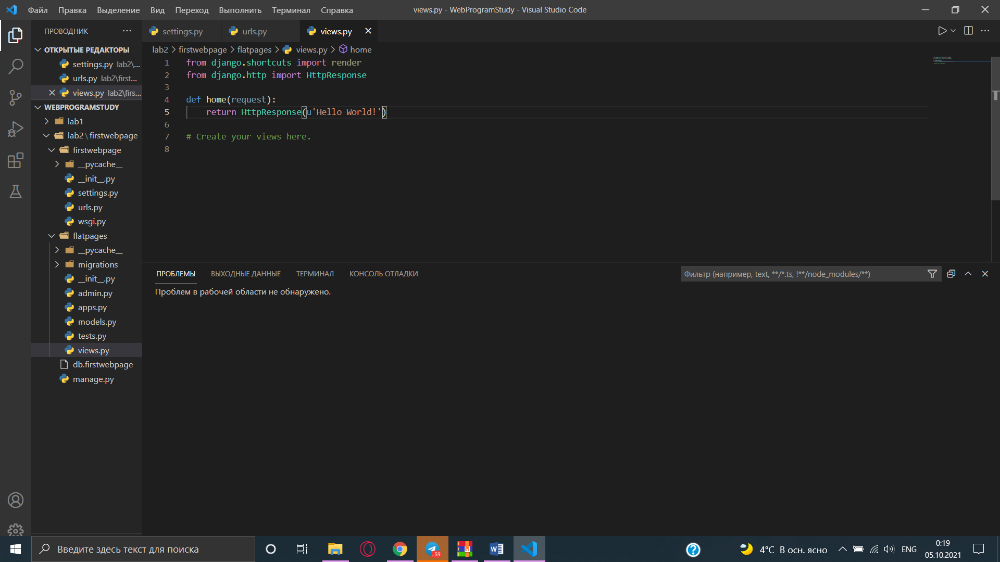 Файл Правка Выделение Вид Переход Выполнить Терминал Справка
views.py - WebProgramStudy - Visual Studio Code
ПРОВОДНИК
ОТКРЫТЫЕ РЕДАКТОРЫ
settings.py lab2\...
urls.py lab2\first...
views.py lab2\firs...
WEBPROGRAMSTUDY
lab1
lab2\firstwebpage
firstwebpage
__pycache__
__init__.py
settings.py
urls.py
wsgi.py
flatpages
__pycache__
migrations
__init__.py
admin.py
apps.py
models.py
tests.py
views.py
db.firstwebpage
manage.py
settings.py urls.py views.py
lab2 > firstwebpage > flatpages > views.py > home
1 from django.shortcuts import render
2 from django.http import HttpResponse
3
4 def home(request):
5 return HttpResponse(u'Hello World!')
6
7 # Create your views here.
8
ПРОБЛЕМЫ ВЫХОДНЫЕ ДАННЫЕ ТЕРМИНАЛ КОНСОЛЬ ОТЛАДКИ
Фильтр (например, text, **/*.ts, !**/node_modules/**)
Проблем в рабочей области не обнаружено.
Введите здесь текст для поиска
..59
4°C В осн. ясно
ENG
0:19
05.10.2021